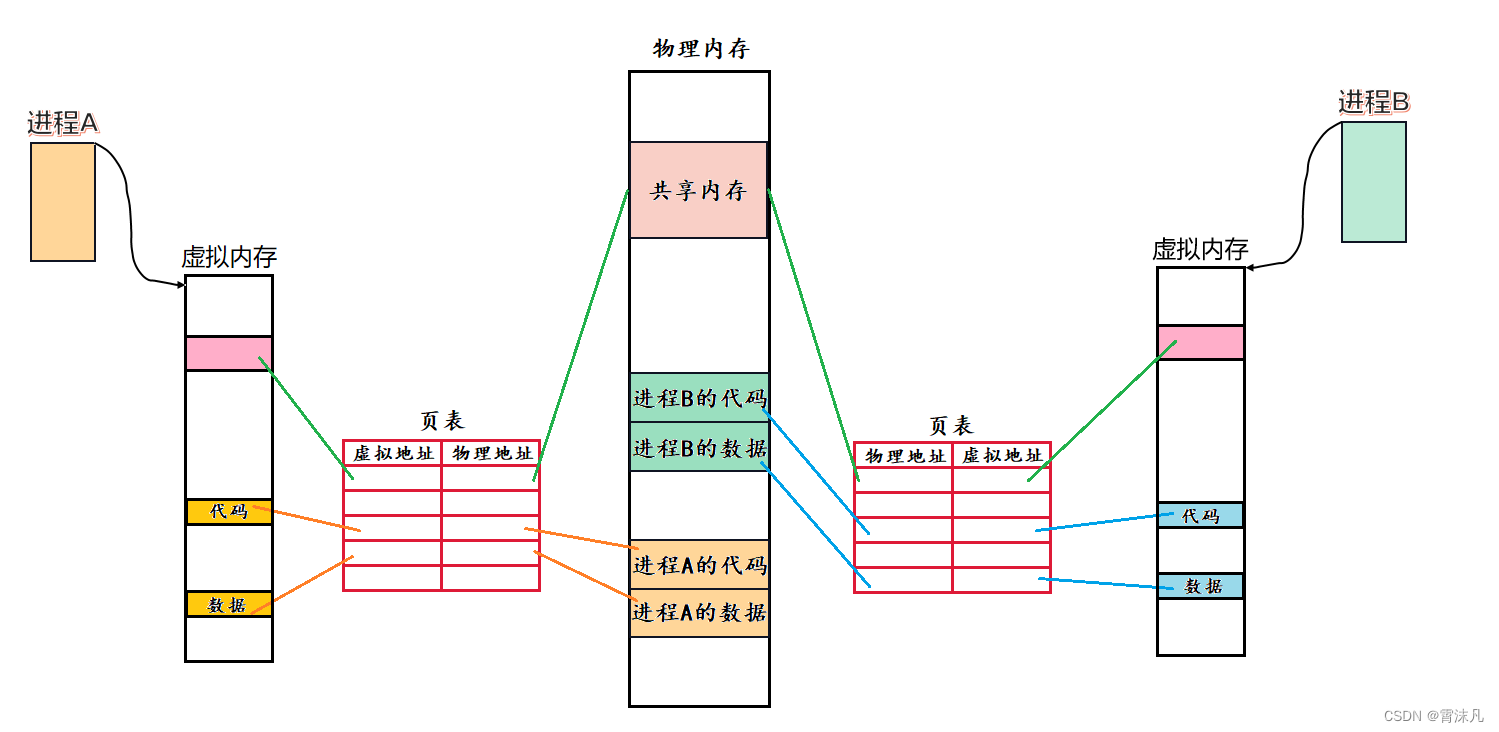 物理内存
进程A
进程B
共享内存
虚拟内存
虚拟内存
进程B的代码
进程B的数据
页表
虚拟地址 物理地址
页表
物理地址 虚拟地址
代码
数据
进程A的代码
进程A的数据
代码
数据
CSDN @霄沫凡